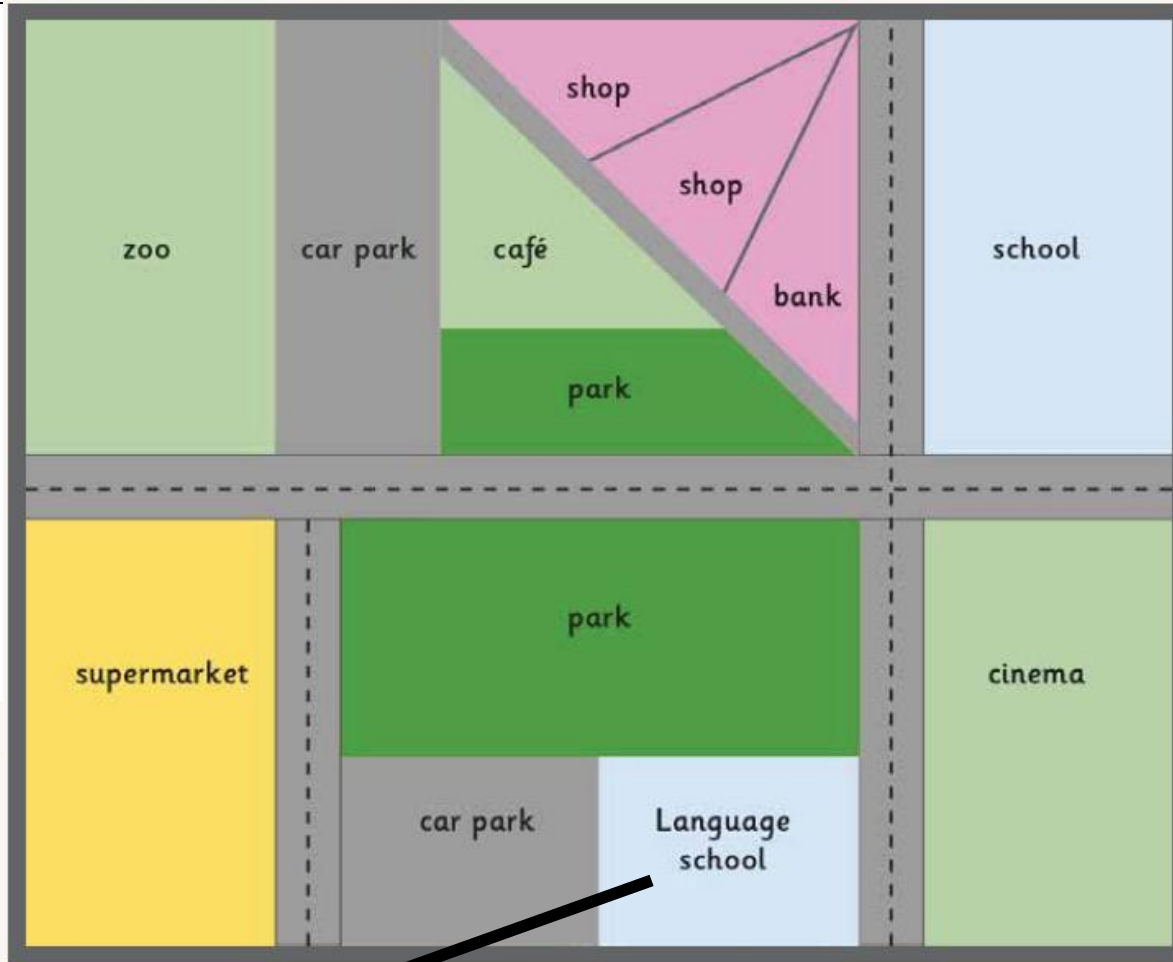 shop
shop
zoo
car park
café
school
bank
park
park
supermarket
cinema
car park
Language
school